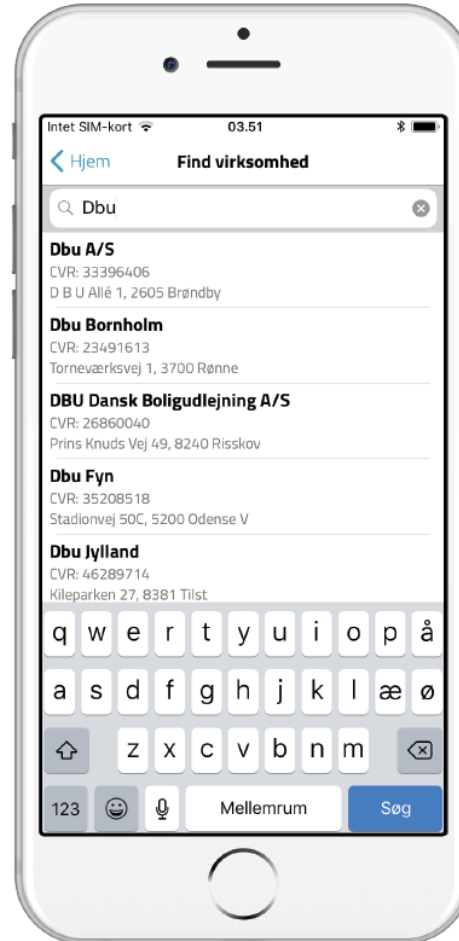 Intet SIM-kort 03.51
Hjem Find virksomhed
Dbu
Dbu A/S
CVR: 33396406
D B U Allé 1, 2605 Brøndby
Dbu Bornholm
CVR: 23491613
Torneværksvej 1, 3700 Rønne
DBU Dansk Boligudlejning A/S
CVR: 26860040
Prins Knuds Vej 49, 8240 Risskov
Dbu Fyn
CVR: 35208518
Stadionvej 50C, 5200 Odense V
Dbu Jylland
CVR: 46289714
Kileparken 27, 8381 Tilst
q w e r t y u i o p å
a s d f g h j k l æ ø
z x c v b n m
123 Mellemrum Søg